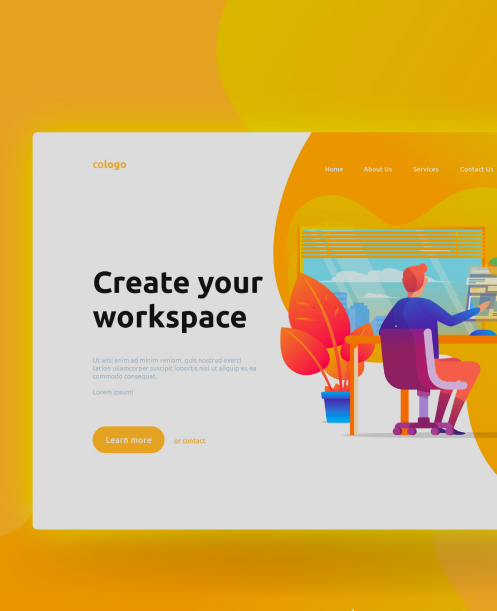 cologo
Home About Us Services Contact Us
Create your
workspace
Ut wisi enim ad minim veniam, quis nostrud exerci
tation ullamcorper suscipit lobortis nisl ut aliquip ex ea
commodo consequat.
Lorem ipsum!
Learn more or contact